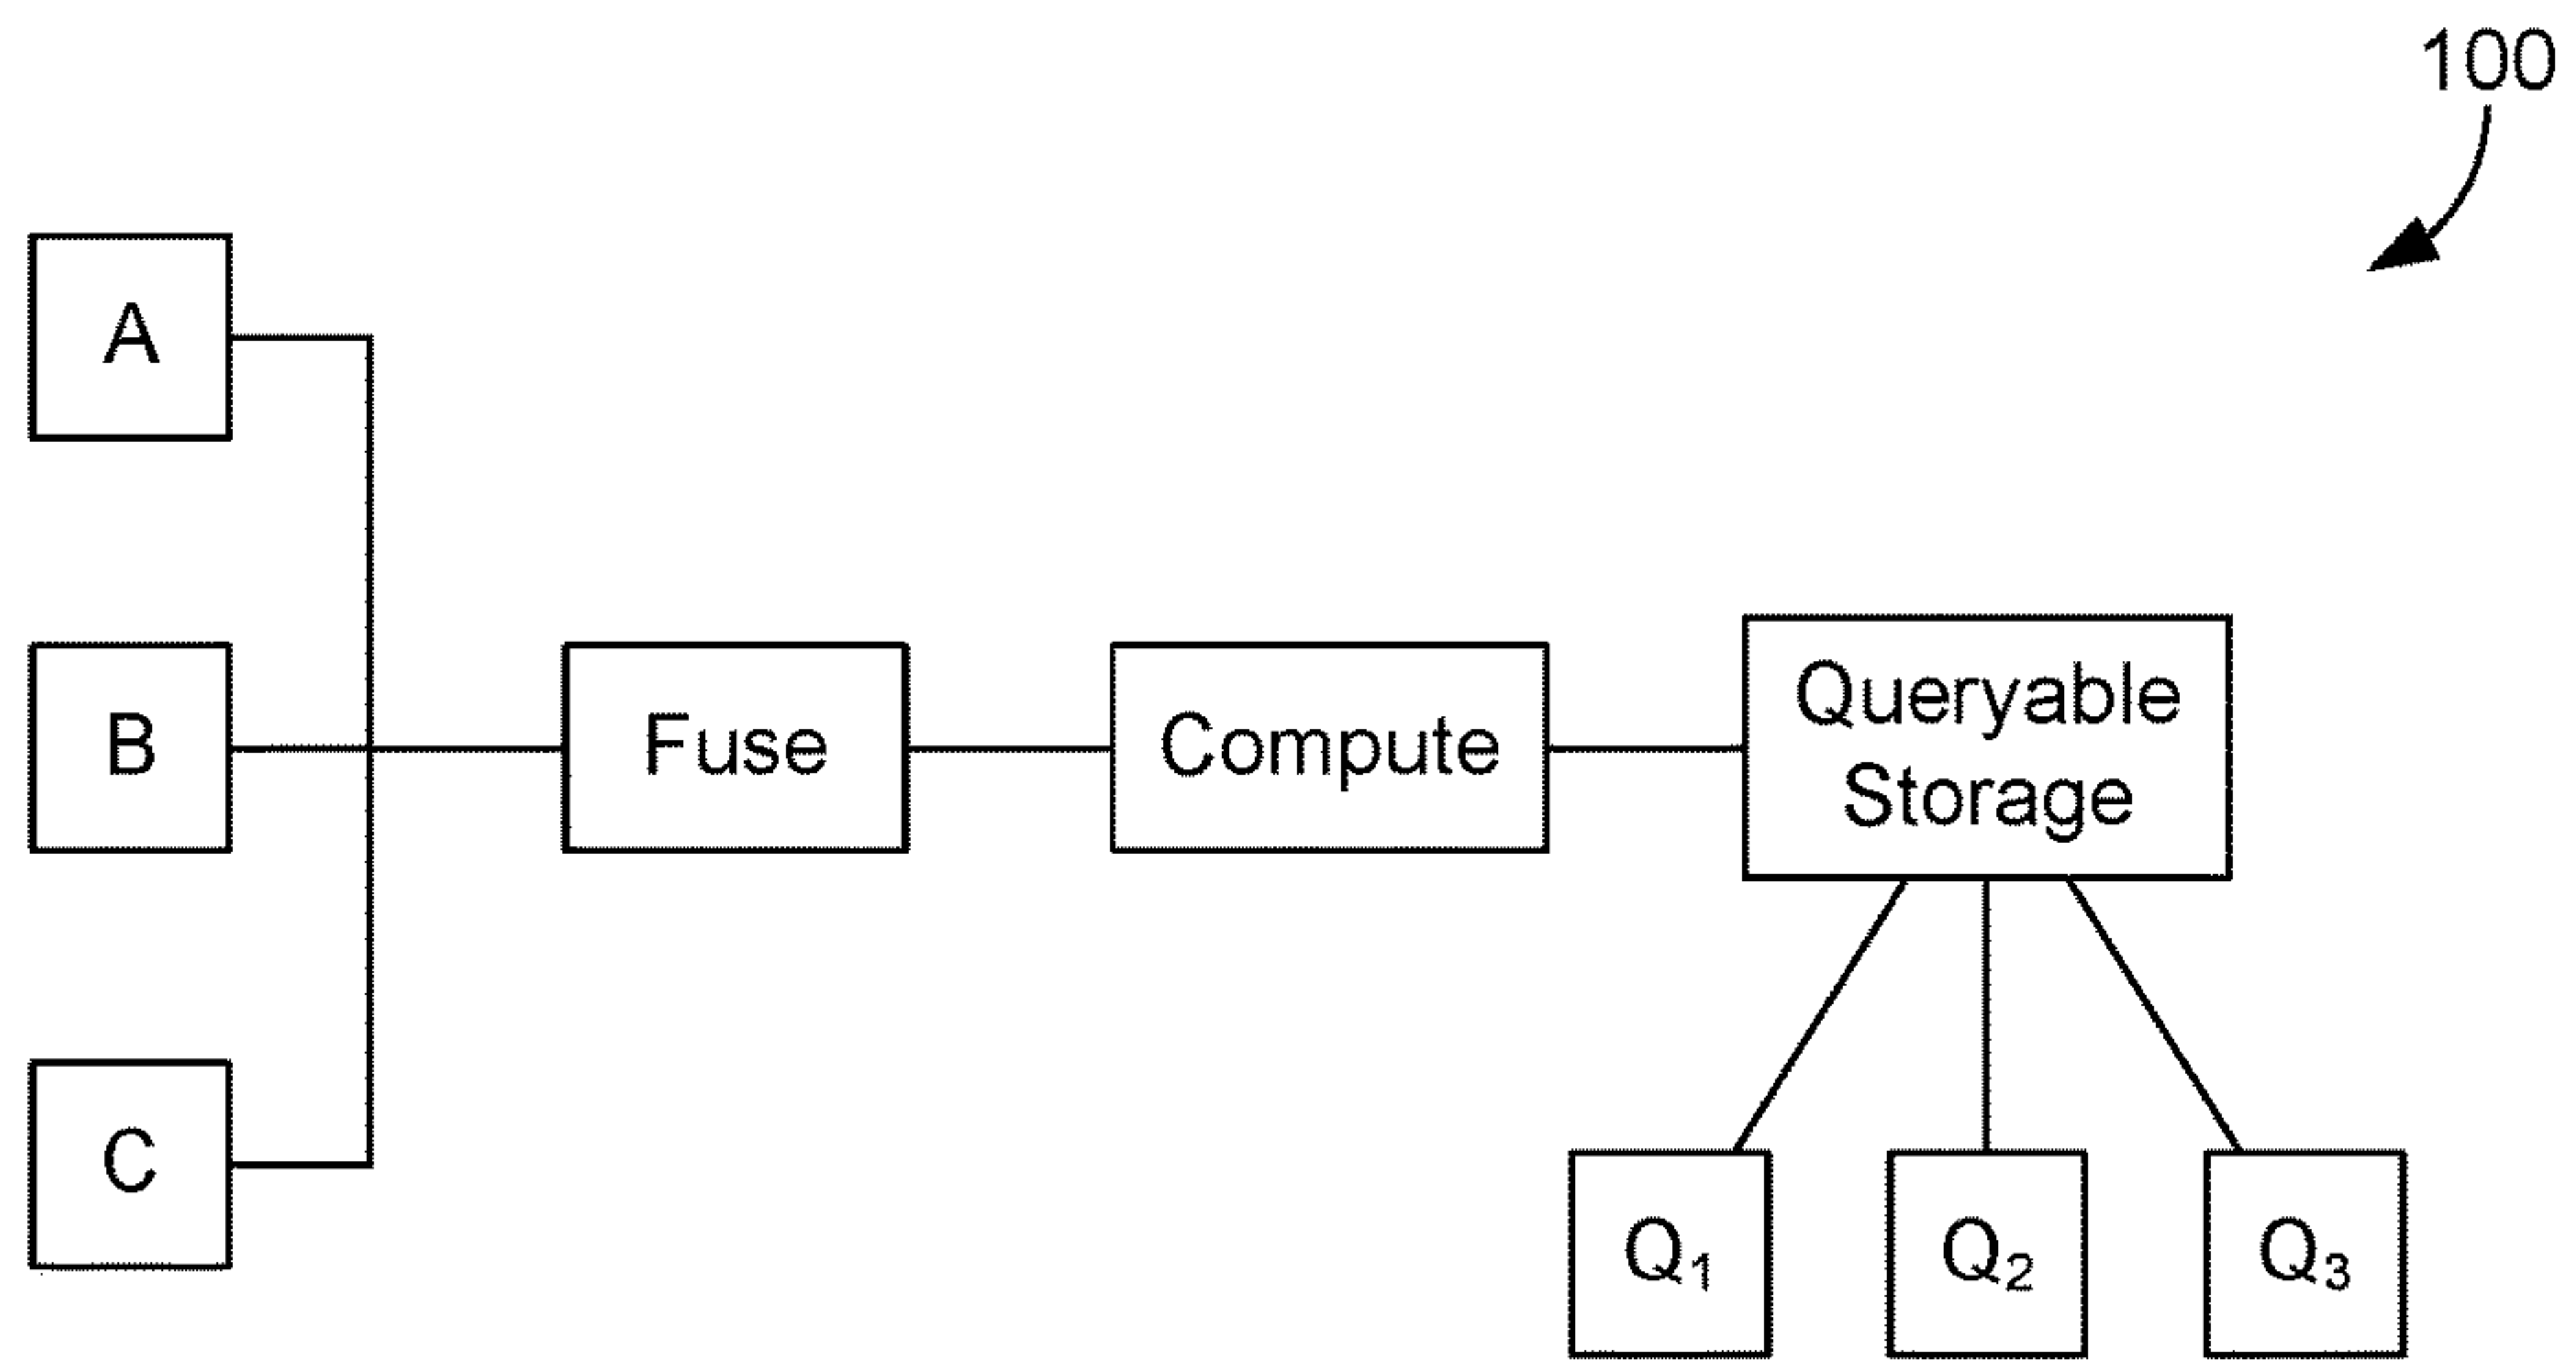 100
A
B
Fuse
Compute
Queryable
Storage
C
Q₁
Q₂
Q₃